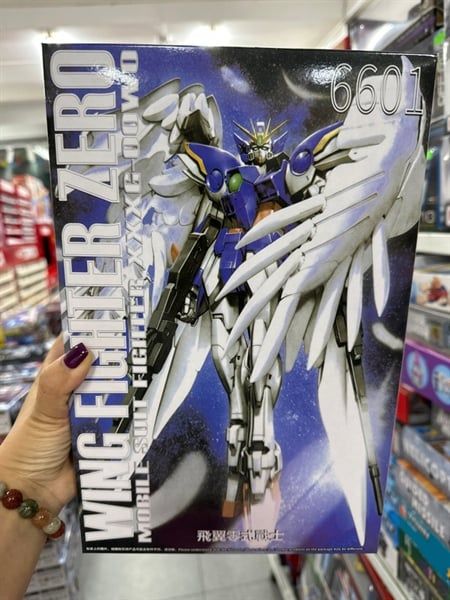 6601
WING FIGHTER ZERO
MOBILE SUIT FIGHTER XXXG-00W0
飛翼零式戰士